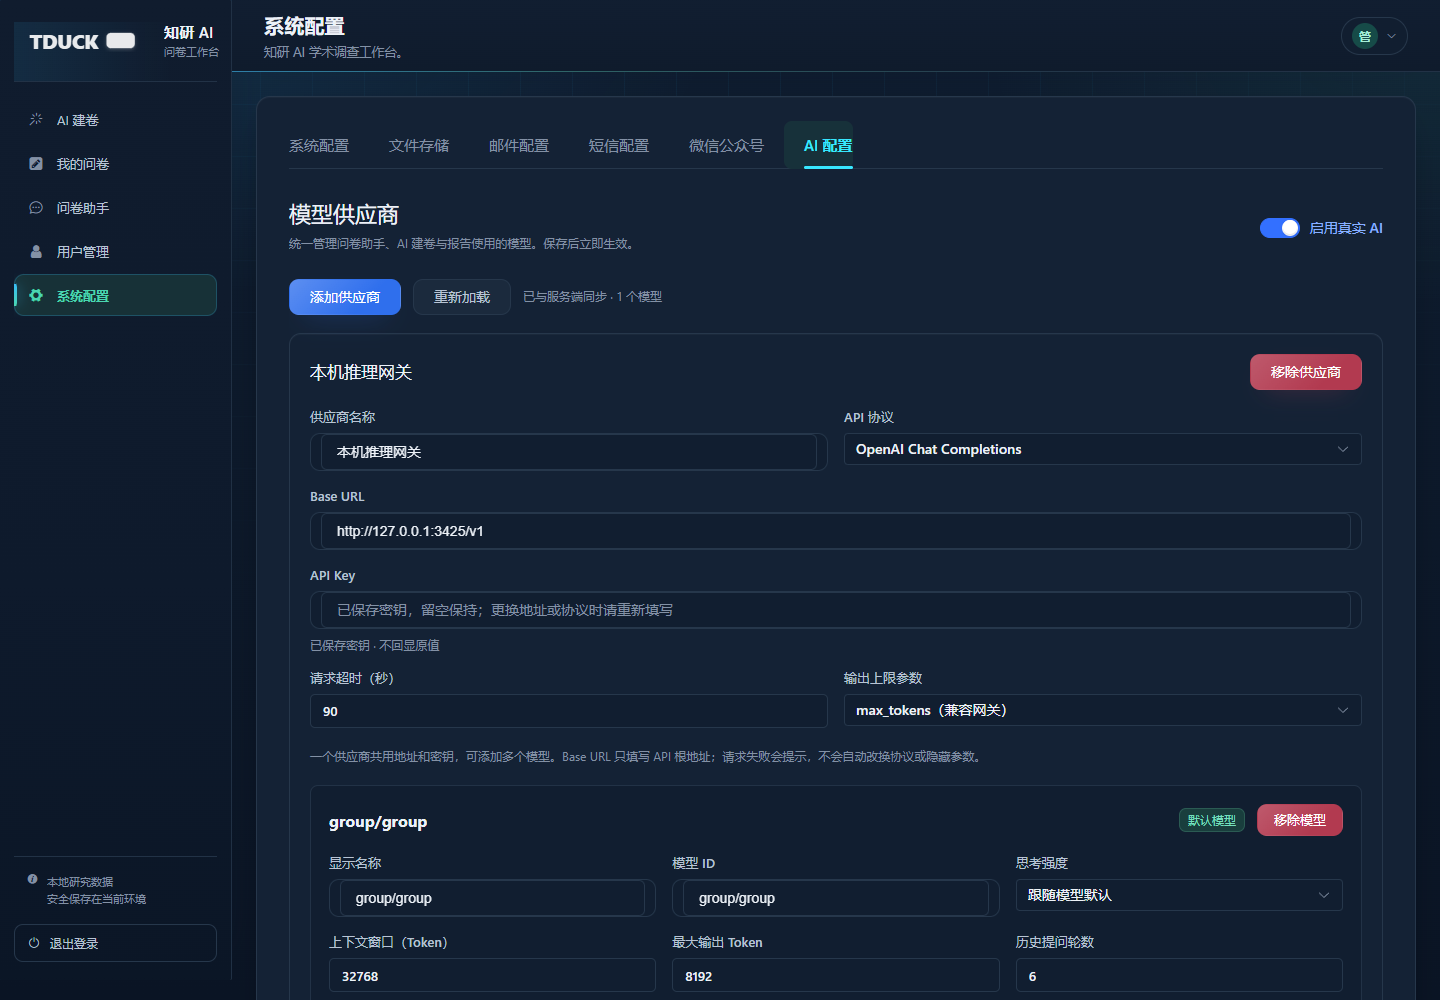 TDUCK
知研 AI
问卷工作台
AI 建卷
我的问卷
问卷助手
用户管理
系统配置
本地研究数据
安全保存在当前环境
退出登录
系统配置
知研 AI 学术调查工作台。
管
系统配置
文件存储
邮件配置
短信配置
微信公众号
AI 配置
模型供应商
统一管理问卷助手、AI 建卷与报告使用的模型。保存后立即生效。
启用真实 AI
添加供应商
重新加载
已与服务端同步 · 1 个模型
本机推理网关
移除供应商
供应商名称
API 协议
本机推理网关
OpenAI Chat Completions
Base URL
http://127.0.0.1:3425/v1
API Key
已保存密钥，留空保持；更换地址或协议时请重新填写
已保存密钥 · 不回显原值
请求超时（秒）
输出上限参数
90
max_tokens（兼容网关）
一个供应商共用地址和密钥，可添加多个模型。Base URL 只填写 API 根地址；请求失败会提示，不会自动改换协议或隐藏参数。
group/group
默认模型
移除模型
显示名称
模型 ID
思考强度
group/group
group/group
跟随模型默认
上下文窗口（Token）
最大输出 Token
历史提问轮数
32768
8192
6